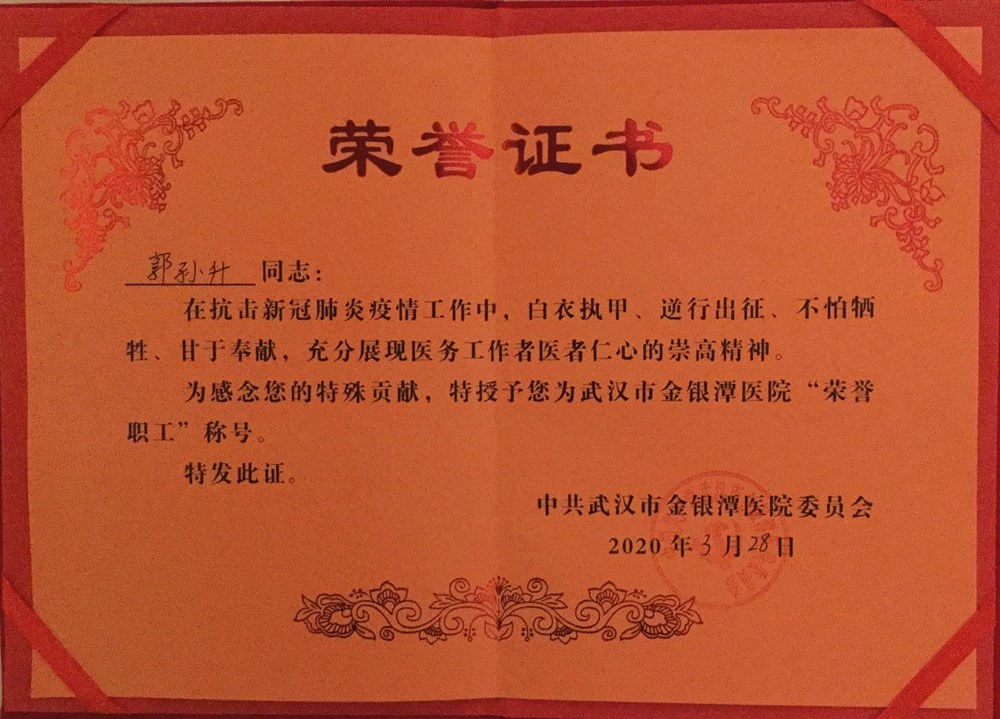 荣誉证书
郭孙升 同志：
在抗击新冠肺炎疫情工作中，白衣执甲、逆行出征、不怕牺
牲、甘于奉献，充分展现医务工作者医者仁心的崇高精神。
为感念您的特殊贡献，特授予您为武汉市金银潭医院“荣誉
职工”称号。
特发此证。
中共武汉市金银潭医院委员会
2020 年 3 月 28 日